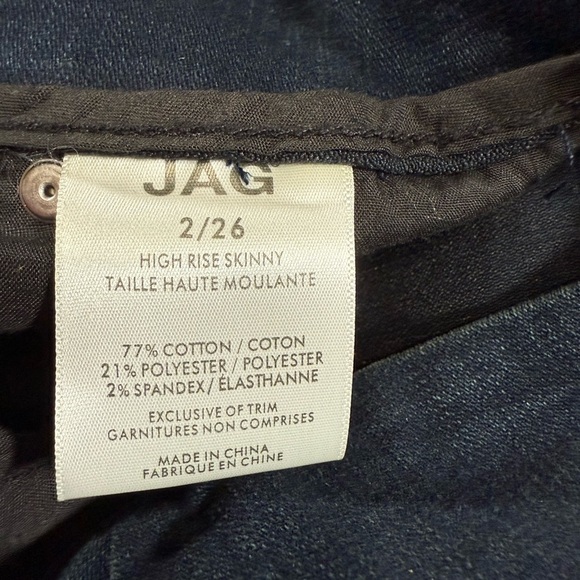 JAG
2/26
HIGH RISE SKINNY
TAILLE HAUTE MOULANTE
77% COTTON / COTON
21% POLYESTER / POLYESTER
2% SPANDEX / ÉLASTHANNE
EXCLUSIVE OF TRIM
GARNITURES NON COMPRISES
MADE IN CHINA
FABRIQUE EN CHINE